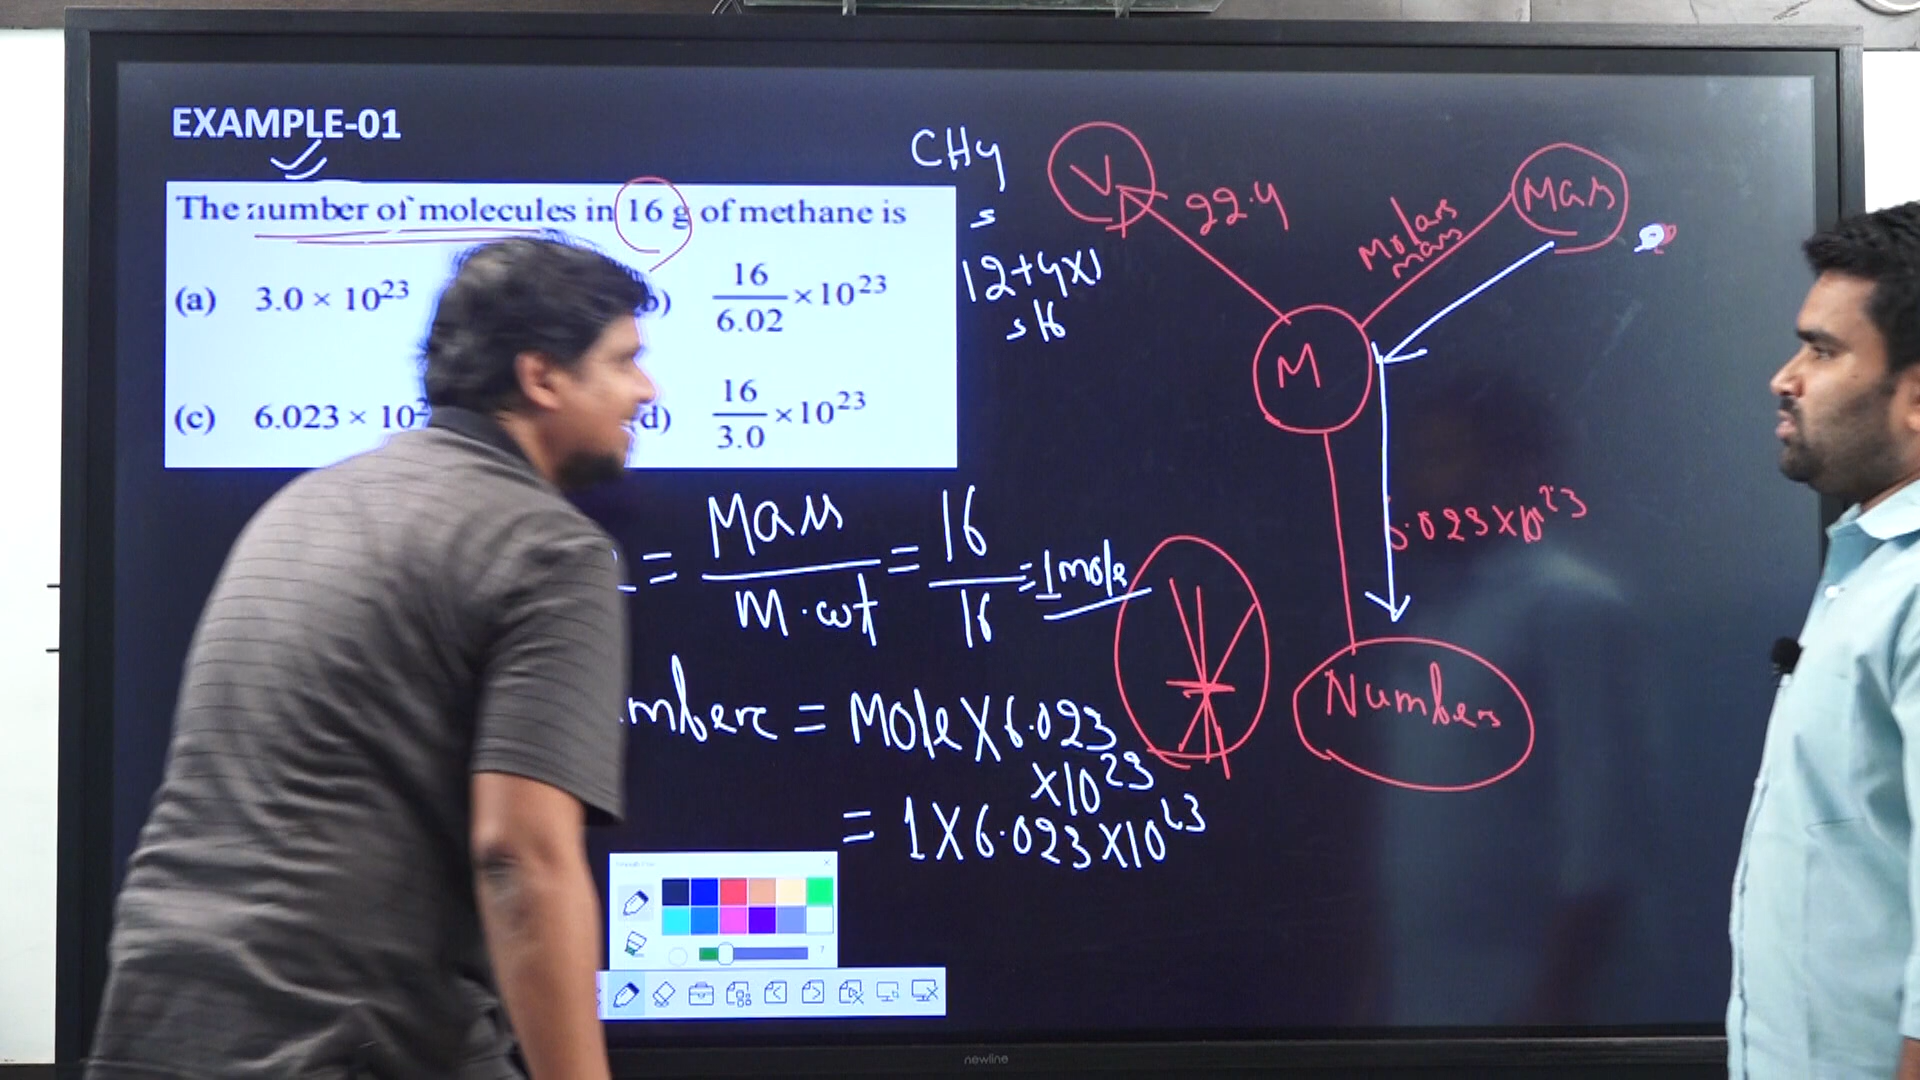 EXAMPLE-01
The number of molecules in 16 g of methane is
(a) 3.0 × 10²³
b) 16/6.02 × 10²³
(c) 6.023 × 10²
d) 16/3.0 × 10²³
CH4
=
12+4×1
=16
= Mass/M.wt = 16/16 = 1 mole
mber = Mole × 6.023
× 10²³
= 1 × 6.023 × 10²³
V
22.4
Molar
mass
Mass
M
6.023 × 10²³
Numbers
newline